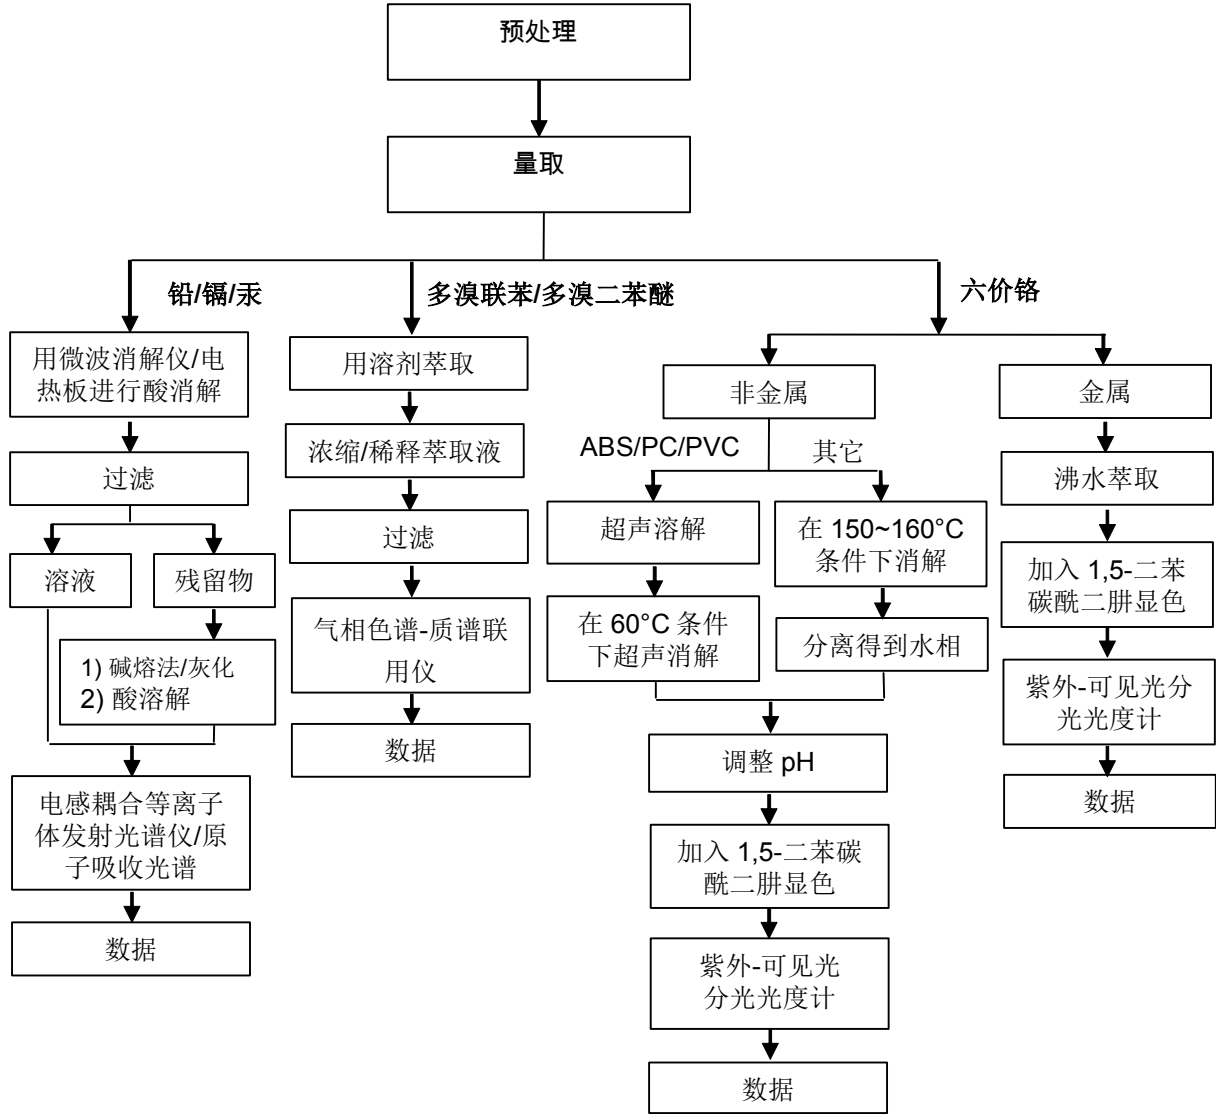 预处理
量取
铅/镉/汞
用微波消解仪/电
热板进行酸消解
过滤
溶液
残留物
1) 碱熔法/灰化
2) 酸溶解
电感耦合等离子
体发射光谱仪/原
子吸收光谱
数据
多溴联苯/多溴二苯醚
用溶剂萃取
浓缩/稀释萃取液
过滤
气相色谱-质谱联
用仪
数据
六价铬
非金属
ABS/PC/PVC
超声溶解
在 60°C 条件
下超声消解
其它
在 150~160°C
条件下消解
分离得到水相
调整 pH
加入 1,5-二苯碳
酰二肼显色
紫外-可见光
分光光度计
数据
金属
沸水萃取
加入 1,5-二苯
碳酰二肼显色
紫外-可见光分
光光度计
数据